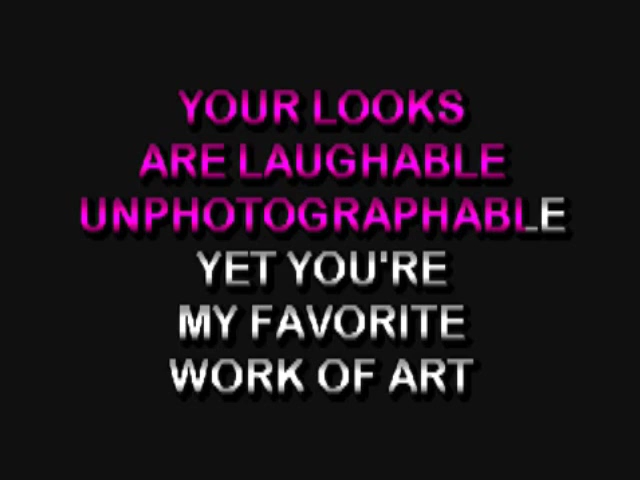 YOUR LOOKS
ARE LAUGHABLE
UNPHOTOGRAPHABLE
YET YOU'RE
MY FAVORITE
WORK OF ART